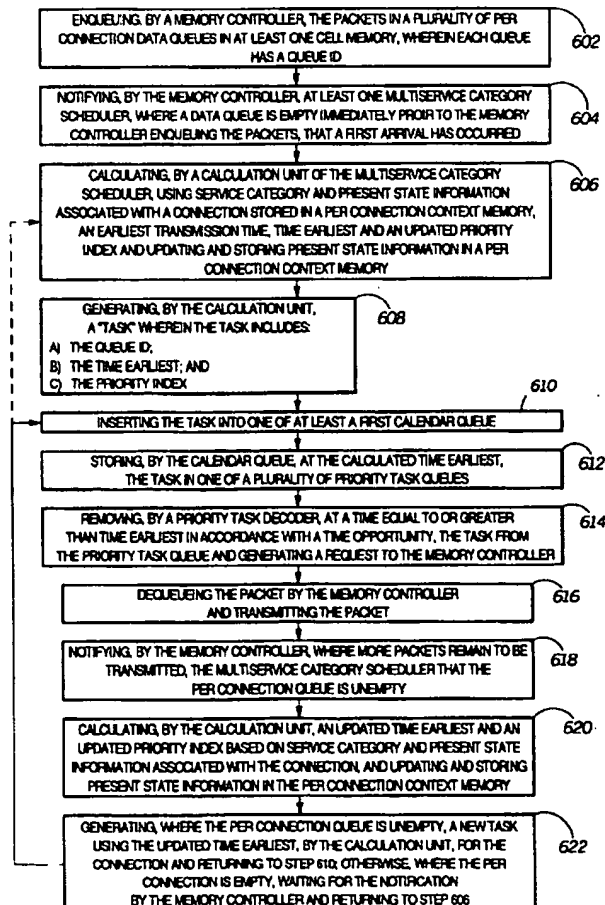 ENQUEUING, BY A MEMORY CONTROLLER, THE PACKETS IN A PLURALITY OF PER
CONNECTION DATA QUEUES IN AT LEAST ONE CELL MEMORY, WHEREIN EACH QUEUE
HAS A QUEUE ID
602
NOTIFYING, BY THE MEMORY CONTROLLER, AT LEAST ONE MULTISERVICE CATEGORY
SCHEDULER, WHERE A DATA QUEUE IS EMPTY IMMEDIATELY PRIOR TO THE MEMORY
CONTROLLER ENQUEUING THE PACKETS, THAT A FIRST ARRIVAL HAS OCCURRED
604
CALCULATING, BY A CALCULATION UNIT OF THE MULTISERVICE CATEGORY
SCHEDULER, USING SERVICE CATEGORY AND PRESENT STATE INFORMATION
ASSOCIATED WITH A CONNECTION STORED IN A PER CONNECTION CONTEXT MEMORY,
AN EARLIEST TRANSMISSION TIME, TIME EARLIEST AND AN UPDATED PRIORITY
INDEX AND UPDATING AND STORING PRESENT STATE INFORMATION IN A PER
CONNECTION CONTEXT MEMORY
606
GENERATING, BY THE CALCULATION UNIT,
A "TASK" WHEREIN THE TASK INCLUDES:
A) THE QUEUE ID;
B) THE TIME EARLIEST; AND
C) THE PRIORITY INDEX
608
610
INSERTING THE TASK INTO ONE OF AT LEAST A FIRST CALENDAR QUEUE
STORING, BY THE CALENDAR QUEUE, AT THE CALCULATED TIME EARLIEST,
THE TASK IN ONE OF A PLURALITY OF PRIORITY TASK QUEUES
612
REMOVING, BY A PRIORITY TASK DECODER, AT A TIME EQUAL TO OR GREATER
THAN TIME EARLIEST IN ACCORDANCE WITH A TIME OPPORTUNITY, THE TASK FROM
THE PRIORITY TASK QUEUE AND GENERATING A REQUEST TO THE MEMORY CONTROLLER
614
DEQUEUEING THE PACKET BY THE MEMORY CONTROLLER
AND TRANSMITTING THE PACKET
616
NOTIFYING, BY THE MEMORY CONTROLLER, WHERE MORE PACKETS REMAIN TO BE
TRANSMITTED, THE MULTISERVICE CATEGORY SCHEDULER THAT THE
PER CONNECTION QUEUE IS UNEMPTY
618
CALCULATING, BY THE CALCULATION UNIT, AN UPDATED TIME EARLIEST AND AN
UPDATED PRIORITY INDEX BASED ON SERVICE CATEGORY AND PRESENT STATE
INFORMATION ASSOCIATED WITH THE CONNECTION, AND UPDATING AND STORING
PRESENT STATE INFORMATION IN THE PER CONNECTION CONTEXT MEMORY
620
GENERATING, WHERE THE PER CONNECTION QUEUE IS UNEMPTY, A NEW TASK
USING THE UPDATED TIME EARLIEST, BY THE CALCULATION UNIT, FOR THE
CONNECTION AND RETURNING TO STEP 610; OTHERWISE, WHERE THE PER
CONNECTION IS EMPTY, WAITING FOR THE NOTIFICATION
BY THE MEMORY CONTROLLER AND RETURNING TO STEP 606
622